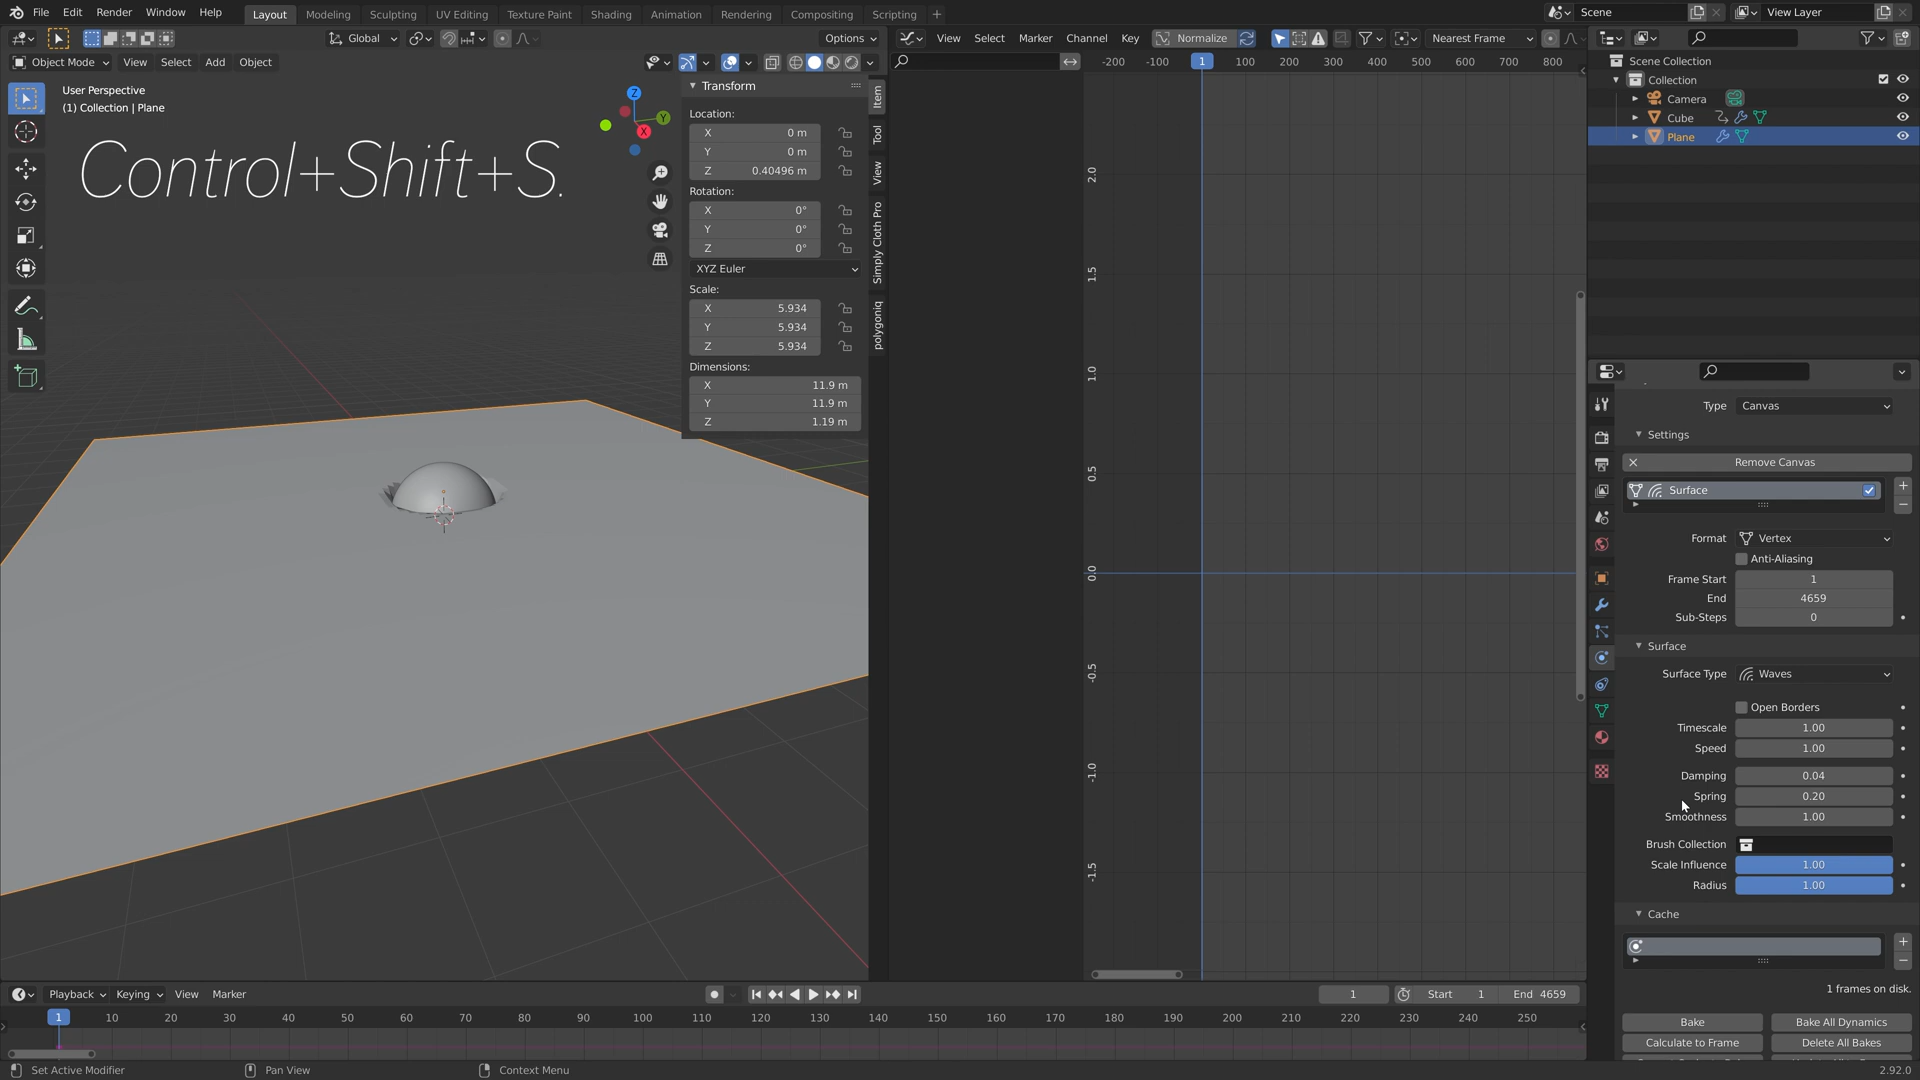 File Edit Render Window Help Layout Modeling Sculpting UV Editing Texture Paint Shading Animation Rendering Compositing Scripting + Scene View Layer
Global Options
Object Mode View Select Add Object
User Perspective
(1) Collection | Plane
Control+Shift+S.
Z
Y
X
Transform
Location:
X 0 m
Y 0 m
Z 0.40496 m
Rotation:
X 0°
Y 0°
Z 0°
XYZ Euler
Scale:
X 5.934
Y 5.934
Z 5.934
Dimensions:
X 11.9 m
Y 11.9 m
Z 1.19 m
Item
Tool
View
Simply Cloth Pro
polygoniq
View Select Marker Channel Key Normalize Nearest Frame
-200 -100 1 100 200 300 400 500 600 700 800
2.0
1.5
1.0
0.5
0.0
-0.5
-1.0
-1.5
Scene Collection
Collection
Camera
Cube
Plane
Type Canvas
Settings
Remove Canvas
Surface
Format Vertex
Anti-Aliasing
Frame Start 1
End 4659
Sub-Steps 0
Surface
Surface Type Waves
Open Borders
Timescale 1.00
Speed 1.00
Damping 0.04
Spring 0.20
Smoothness 1.00
Brush Collection
Scale Influence 1.00
Radius 1.00
Cache
1 frames on disk.
Bake Bake All Dynamics
Calculate to Frame Delete All Bakes
Playback Keying View Marker 1 Start 1 End 4659
1 10 20 30 40 50 60 70 80 90 100 110 120 130 140 150 160 170 180 190 200 210 220 230 240 250
Set Active Modifier Pan View Context Menu 2.92.0